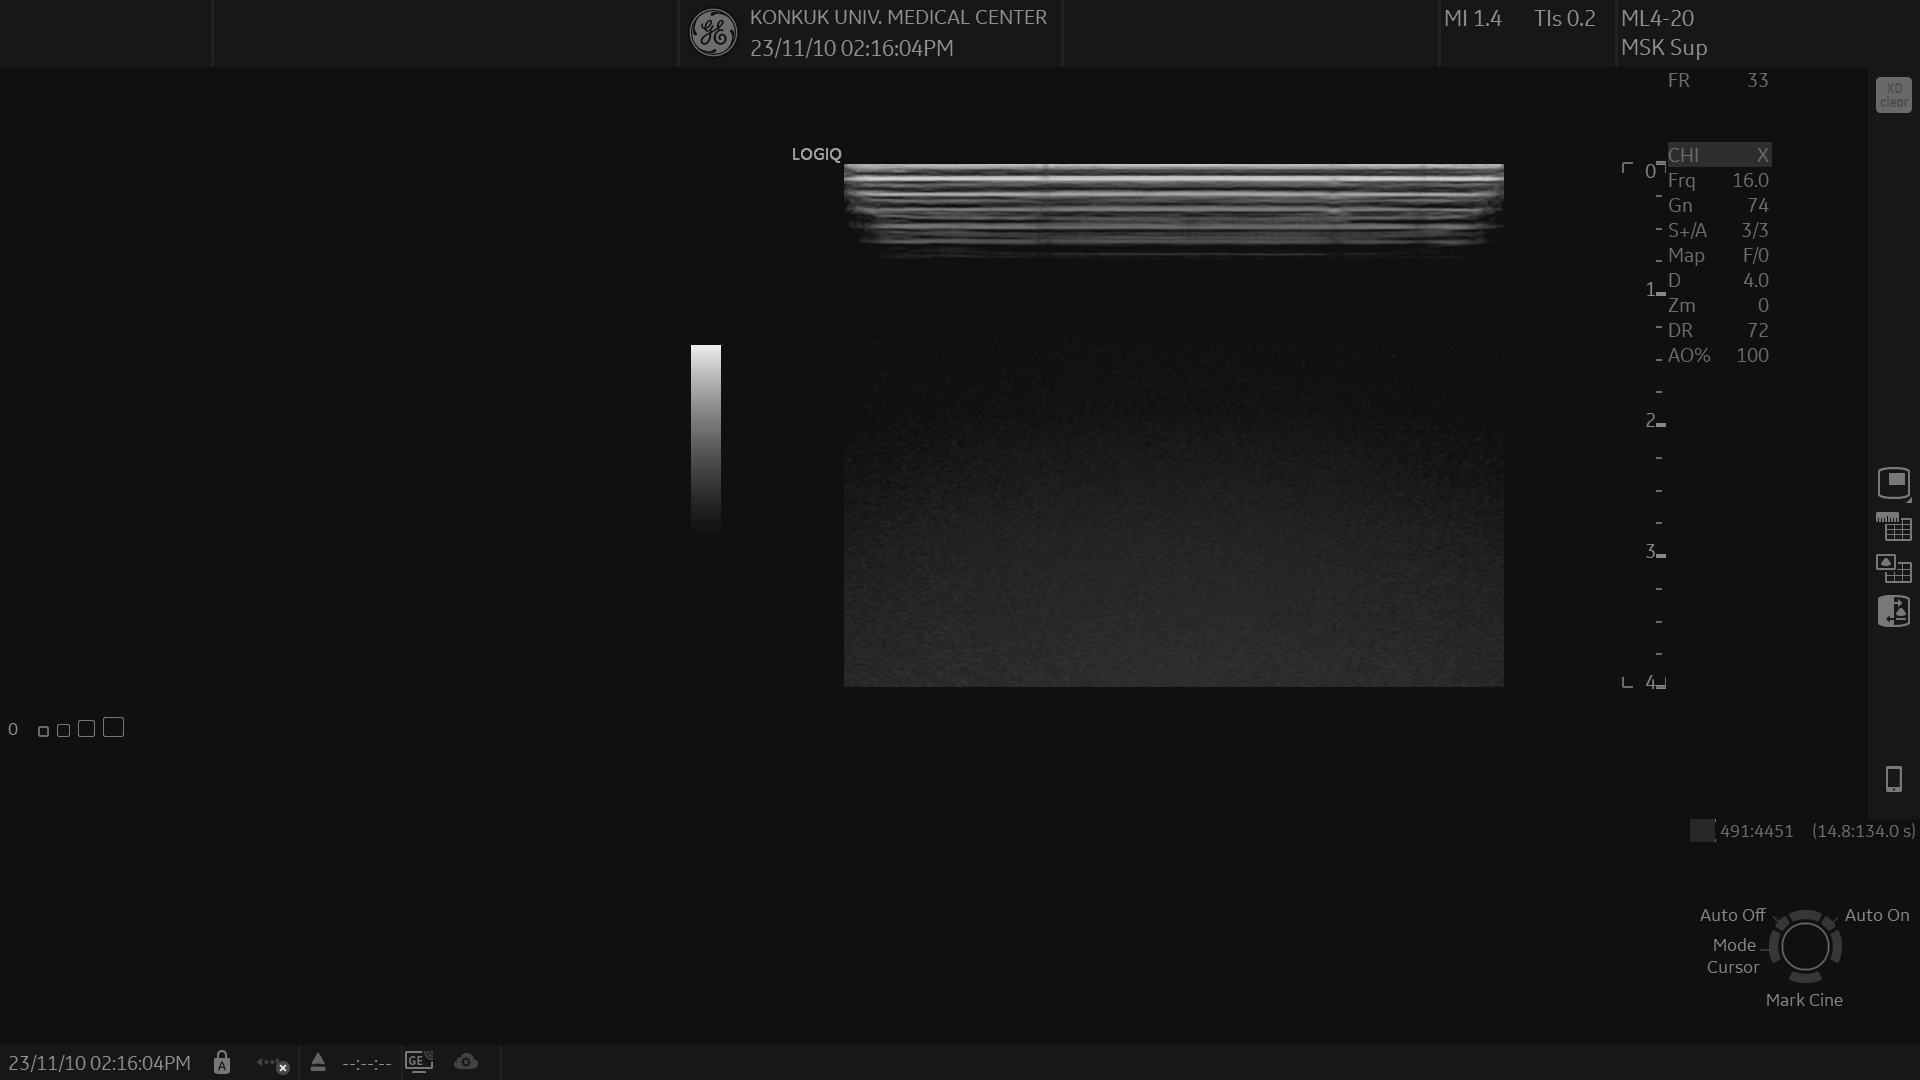 KONKUK UNIV. MEDICAL CENTER
23/11/10 02:16:04PM
MI 1.4 TIs 0.2
ML4-20
MSK Sup
FR 33
XD
clear
LOGIQ
CHI X
Frq 16.0
Gn 74
S+/A 3/3
Map F/0
D 4.0
Zm 0
DR 72
AO% 100
0
1
2
3
4
0
491:4451 (14.8:134.0 s)
Auto Off
Auto On
Mode
Cursor
Mark Cine
23/11/10 02:16:04PM
A
--:--:--
GE